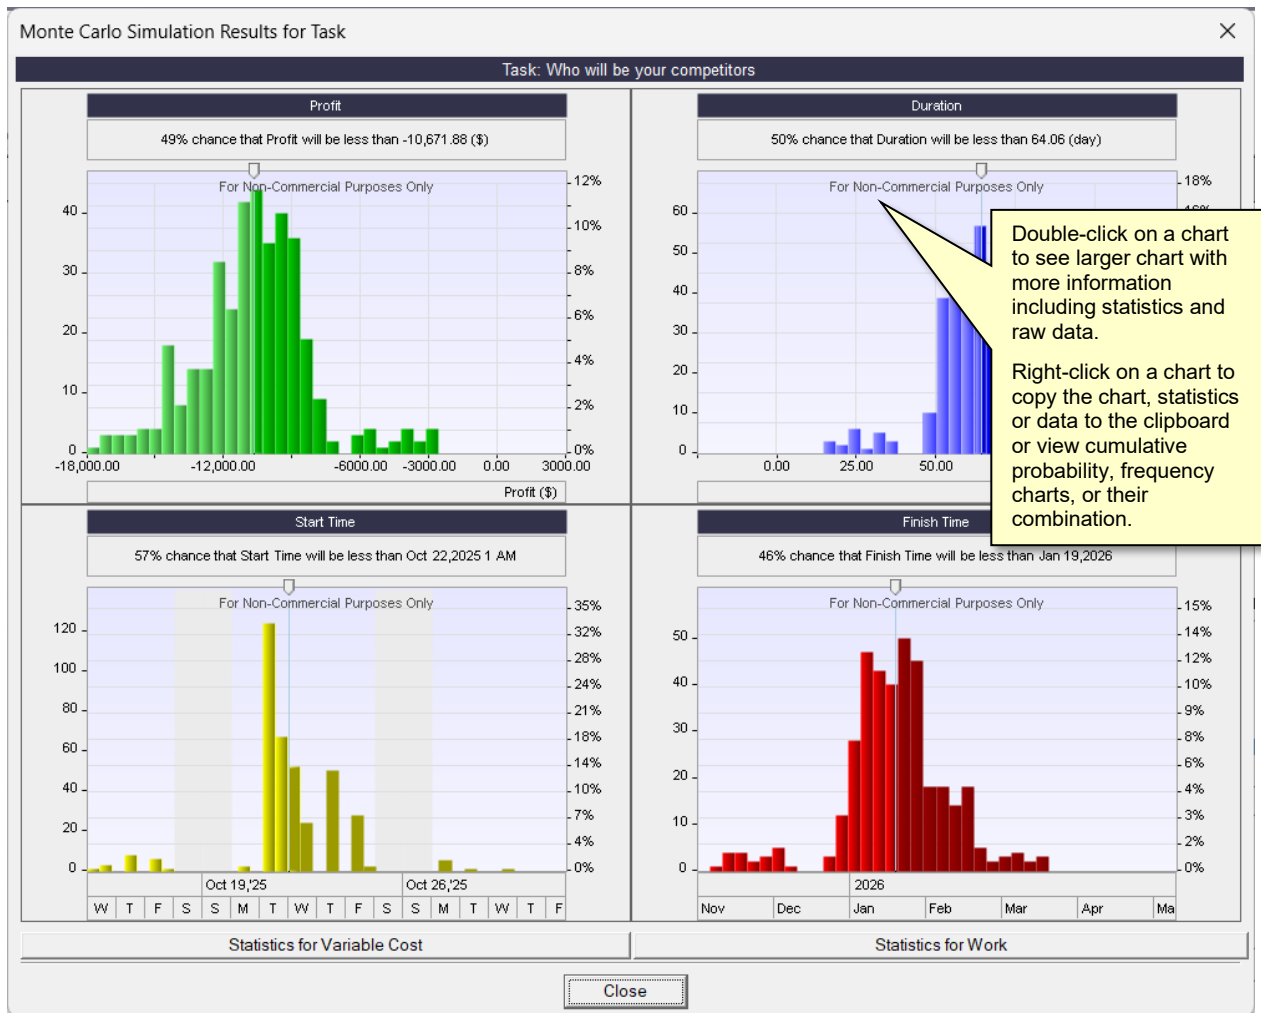 Monte Carlo Simulation Results for Task
Task: Who will be your competitors
Profit
49% chance that Profit will be less than -10,671.88 ($)
For Non-Commercial Purposes Only
40
30
20
10
0
12%
10%
8%
6%
4%
2%
0%
-18,000.00 -12,000.00 -6000.00 -3000.00 0.00 3000.00
Profit ($)
Duration
50% chance that Duration will be less than 64.06 (day)
For Non-Commercial Purposes Only
60
50
40
30
20
10
0
18%
0.00 25.00 50.00
Double-click on a chart
to see larger chart with
more information
including statistics and
raw data.
Right-click on a chart to
copy the chart, statistics
or data to the clipboard
or view cumulative
probability, frequency
charts, or their
combination.
Start Time
57% chance that Start Time will be less than Oct 22,2025 1 AM
For Non-Commercial Purposes Only
120
100
80
60
40
20
0
35%
32%
28%
24%
21%
18%
14%
10%
7%
4%
0%
Oct 19,'25 Oct 26,'25
W T F S S M T W T F S S M T W T F
Finish Time
46% chance that Finish Time will be less than Jan 19,2026
For Non-Commercial Purposes Only
50
40
30
20
10
0
15%
14%
12%
10%
9%
8%
6%
4%
3%
2%
0%
2026
Nov Dec Jan Feb Mar Apr Ma
Statistics for Variable Cost
Statistics for Work
Close